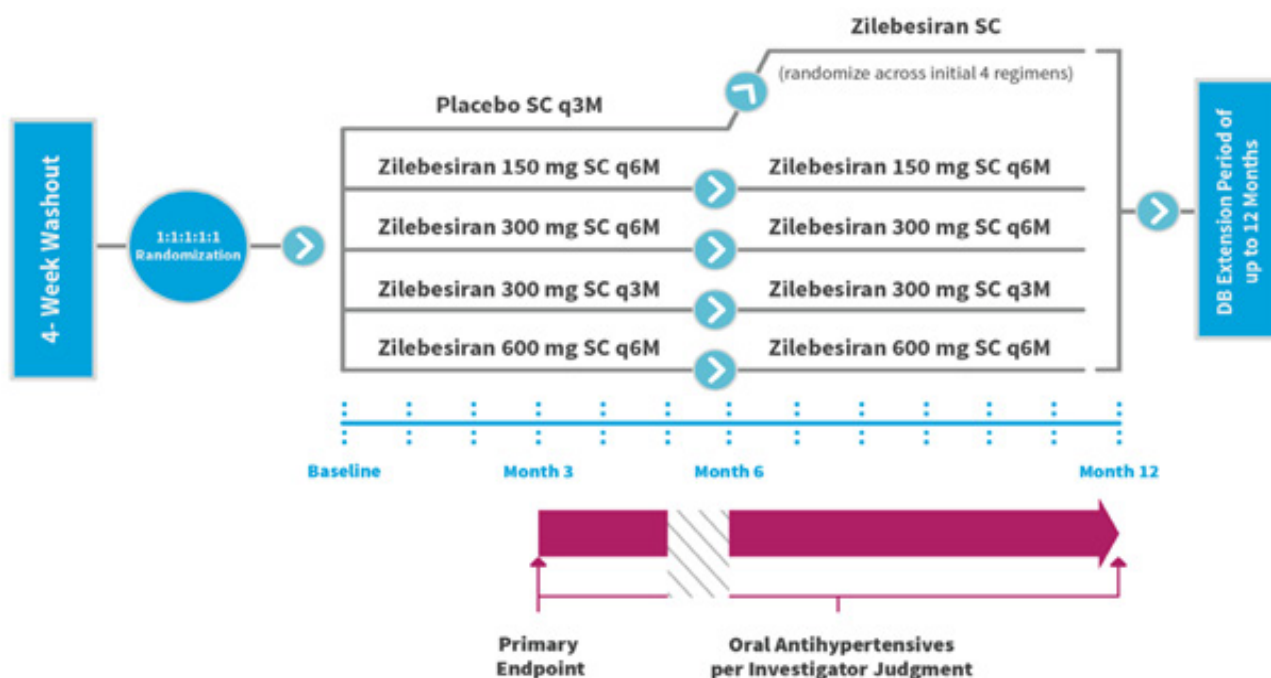 4- Week Washout
1:1:1:1:1
Randomization
Placebo SC q3M
Zilebesiran SC
(randomize across initial 4 regimens)
Zilebesiran 150 mg SC q6M
Zilebesiran 150 mg SC q6M
Zilebesiran 300 mg SC q6M
Zilebesiran 300 mg SC q6M
Zilebesiran 300 mg SC q3M
Zilebesiran 300 mg SC q3M
Zilebesiran 600 mg SC q6M
Zilebesiran 600 mg SC q6M
DB Extension Period of
up to 12 Months
Baseline
Month 3
Month 6
Month 12
Primary
Endpoint
Oral Antihypertensives
per Investigator Judgment